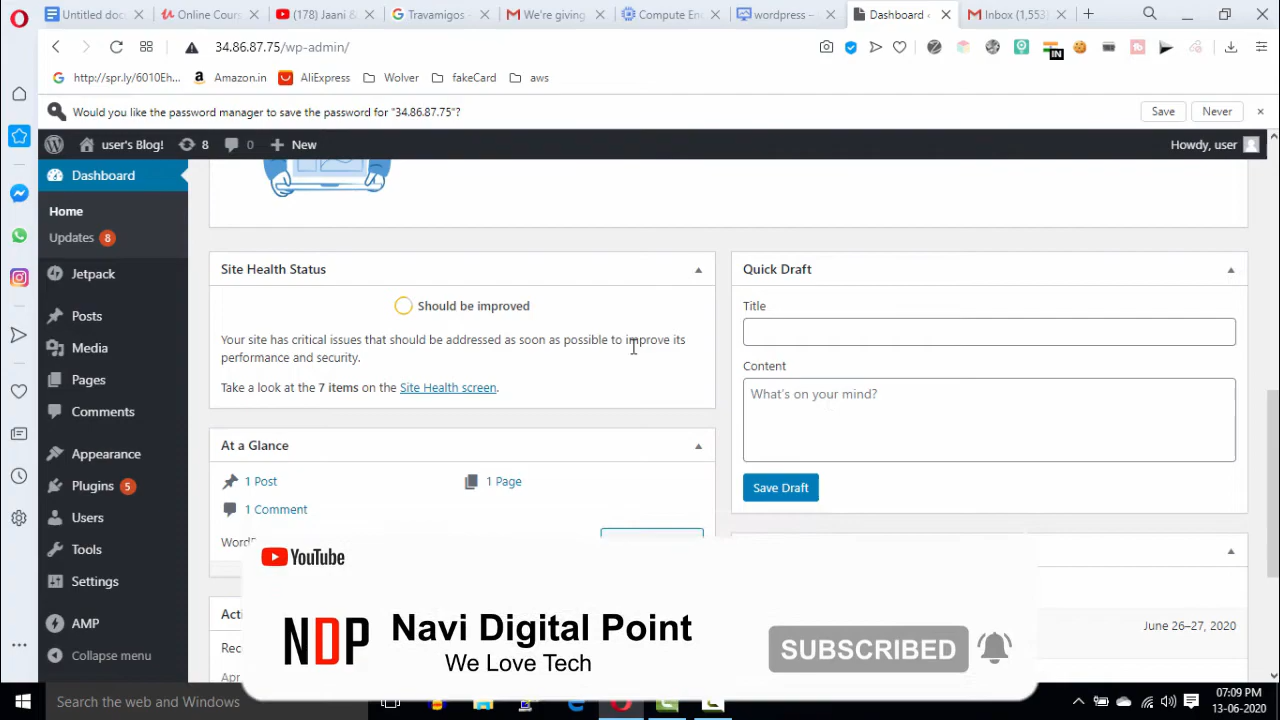 Untitled doc
Online Cour
(178) Jaani &
Travamigos -
We're giving
Compute En
wordpress –
Dashboard
Inbox (1,553
34.86.87.75/wp-admin/
IN
http://spr.ly/6010Eh...
Amazon.in
AliExpress
Wolver
fakeCard
aws
Would you like the password manager to save the password for "34.86.87.75"?
Save
Never
user's Blog!
8
0
New
Howdy, user
Dashboard
Home
Updates 8
Jetpack
Posts
Media
Pages
Comments
Appearance
Plugins 5
Users
Tools
Settings
AMP
Collapse menu
Site Health Status
Should be improved
Your site has critical issues that should be addressed as soon as possible to improve its
performance and security.
Take a look at the 7 items on the Site Health screen.
At a Glance
1 Post
1 Page
1 Comment
Quick Draft
Title
Content
What's on your mind?
Save Draft
June 26–27, 2020
YouTube
NDP
Navi Digital Point
We Love Tech
SUBSCRIBED
Search the web and Windows
07:09 PM
13-06-2020